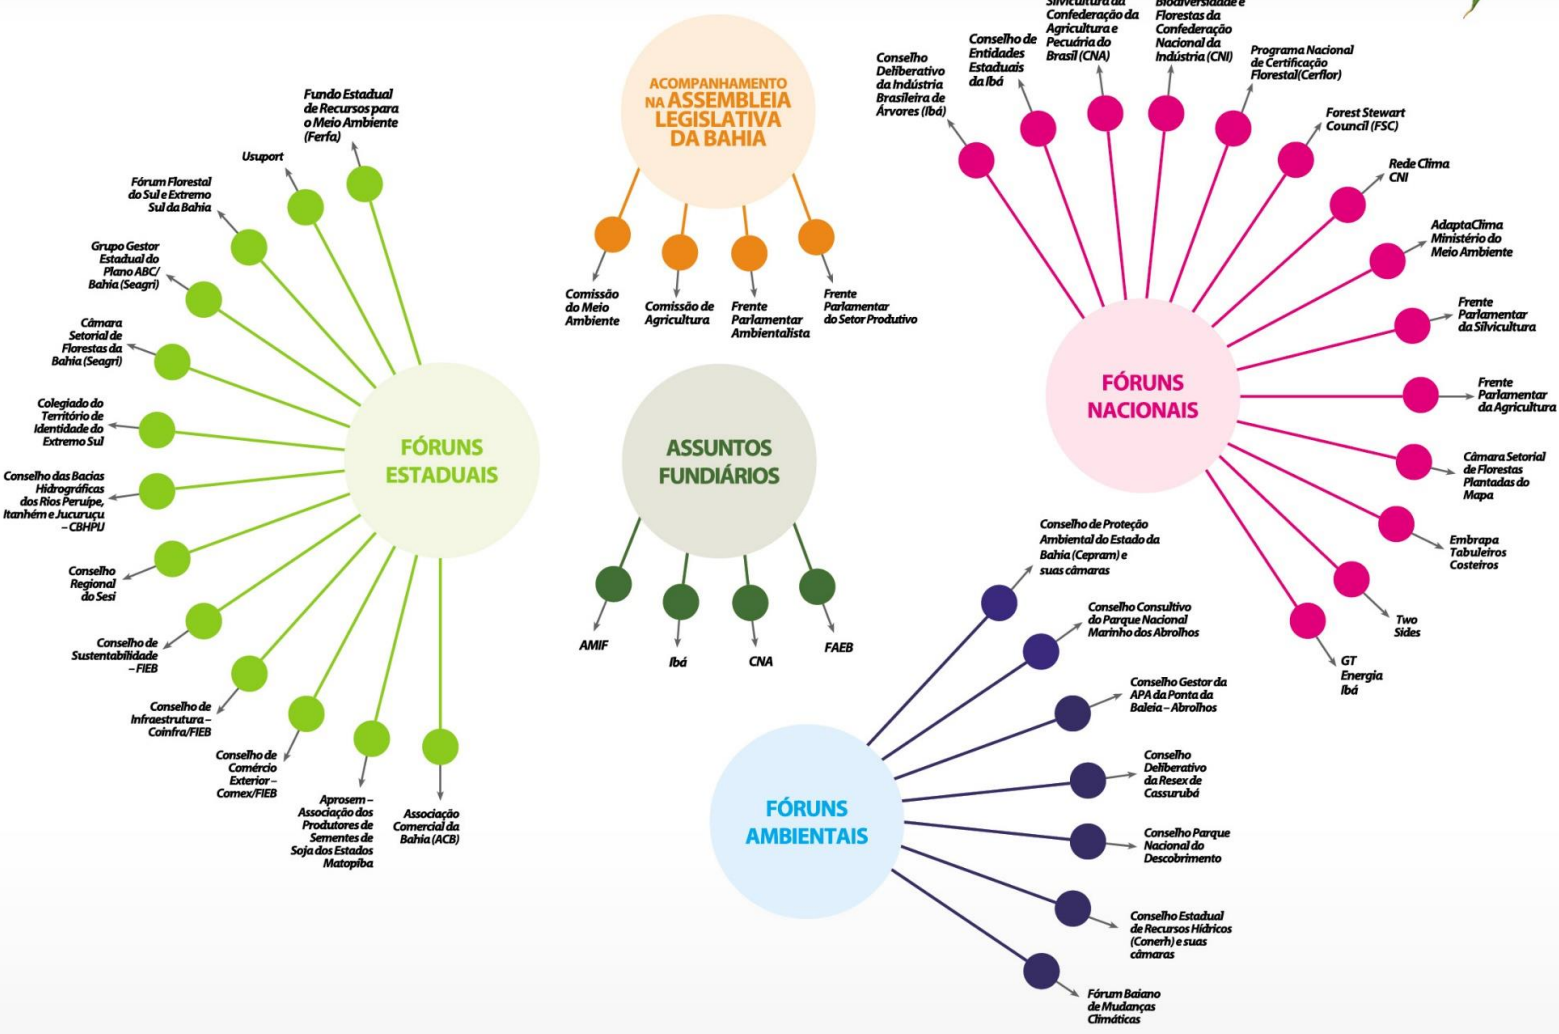 Fundo Estadual
de Recursos para
o Meio Ambiente
(Ferfa)
Usuport
Fórum Florestal
do Sul e Extremo
Sul da Bahia
Grupo Gestor
Estadual do
Plano ABC/
Bahia (Seagri)
Câmara
Setorial de
Florestas da
Bahia (Seagri)
Colegiado do
Território de
Identidade do
Extremo Sul
Conselho das Bacias
Hidrográficas
dos Rios Peruípe,
Itanhém e Jucuruçu
– CBHPU
Conselho
Regional
do Sesi
Conselho de
Sustentabilidade
– FIEB
Conselho de
Infraestrutura –
Coinfra/FIEB
Conselho de
Comércio
Exterior –
Comex/FIEB
Aprosem –
Associação dos
Produtores de
Sementes de
Soja dos Estados
Matopiba
Associação
Comercial da
Bahia (ACB)
FÓRUNS
ESTADUAIS
ACOMPANHAMENTO
NA ASSEMBLEIA
LEGISLATIVA
DA BAHIA
Comissão
do Meio
Ambiente
Comissão de
Agricultura
Frente
Parlamentar
Ambientalista
Frente
Parlamentar
do Setor Produtivo
ASSUNTOS
FUNDIÁRIOS
AMIF
Ibá
CNA
FAEB
Conselho
Deliberativo
da Indústria
Brasileira de
Árvores (Ibá)
Conselho de
Entidades
Estaduais
da Ibá
Silvicultura da
Confederação da
Agricultura e
Pecuária do
Brasil (CNA)
Biodiversidade e
Florestas da
Confederação
Nacional da
Indústria (CNI)
Programa Nacional
de Certificação
Florestal(Cerflor)
Forest Stewart
Council (FSC)
Rede Clima
CNI
AdaptaClima
Ministério do
Meio Ambiente
Frente
Parlamentar
da Silvicultura
Frente
Parlamentar
da Agricultura
Câmara Setorial
de Florestas
Plantadas do
Mapa
Embrapa
Tabuleiros
Costeiros
Two
Sides
GT
Energia
Ibá
FÓRUNS
NACIONAIS
Conselho de Proteção
Ambiental do Estado da
Bahia (Cepram) e
suas câmaras
Conselho Consultivo
do Parque Nacional
Marinho dos Abrolhos
Conselho Gestor da
APA da Ponta da
Baleia – Abrolhos
Conselho
Deliberativo
da Resex de
Cassurubá
Conselho Parque
Nacional do
Descobrimento
Conselho Estadual
de Recursos Hídricos
(Conerh) e suas
câmaras
Fórum Baiano
de Mudanças
Climáticas
FÓRUNS
AMBIENTAIS